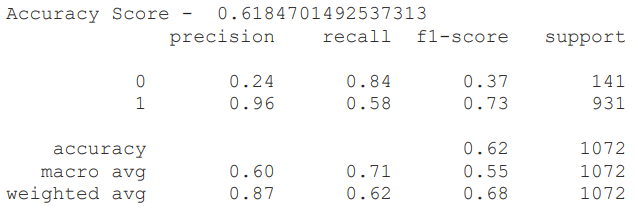 Accuracy Score -  0.6184701492537313
              precision    recall  f1-score   support

           0       0.24      0.84      0.37       141
           1       0.96      0.58      0.73       931

    accuracy                           0.62      1072
   macro avg       0.60      0.71      0.55      1072
weighted avg       0.87      0.62      0.68      1072